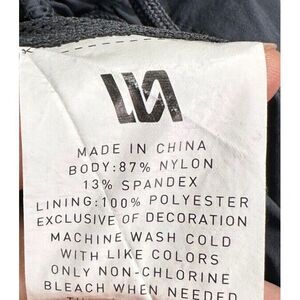 MADE IN CHINA
BODY:87% NYLON
13% SPANDEX
LINING:100% POLYESTER
EXCLUSIVE OF DECORATION
MACHINE WASH COLD
WITH LIKE COLORS
ONLY NON-CHLORINE
BLEACH WHEN NEEDED